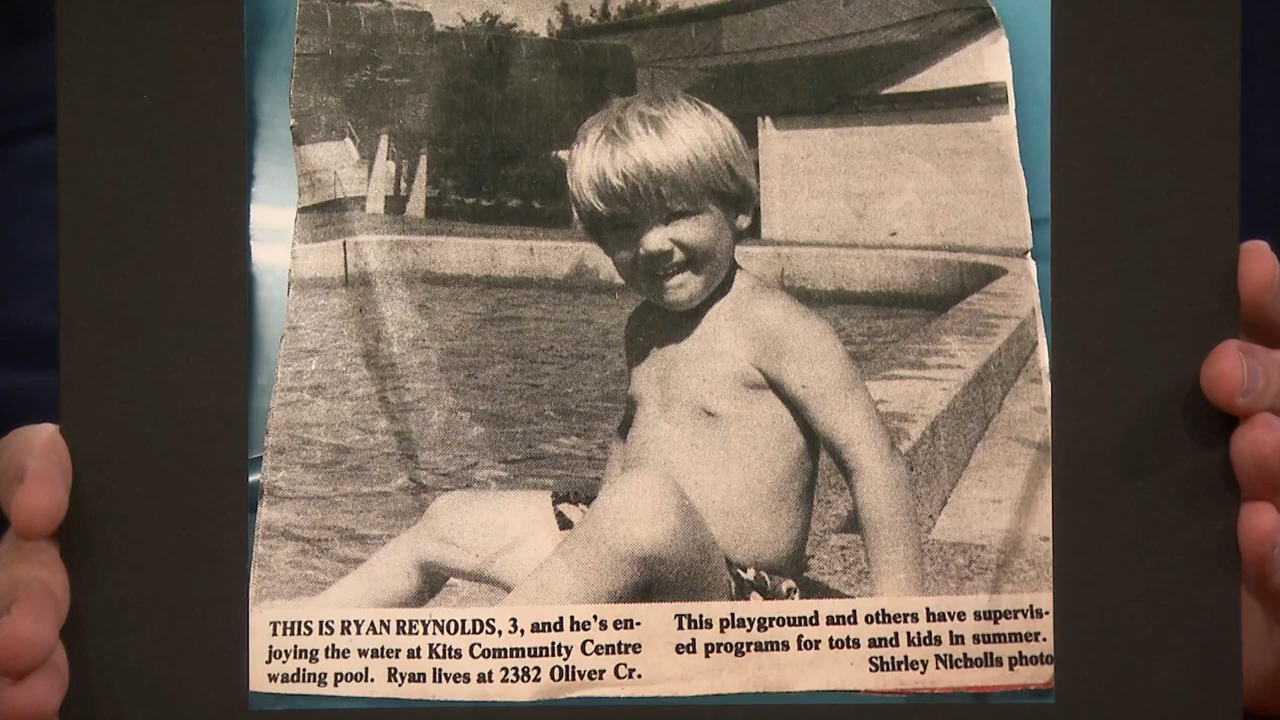 THIS IS RYAN REYNOLDS, 3, and he's en-
joying the water at Kits Community Centre
wading pool. Ryan lives at 2382 Oliver Cr.
This playground and others have supervis-
ed programs for tots and kids in summer.
Shirley Nicholls photo